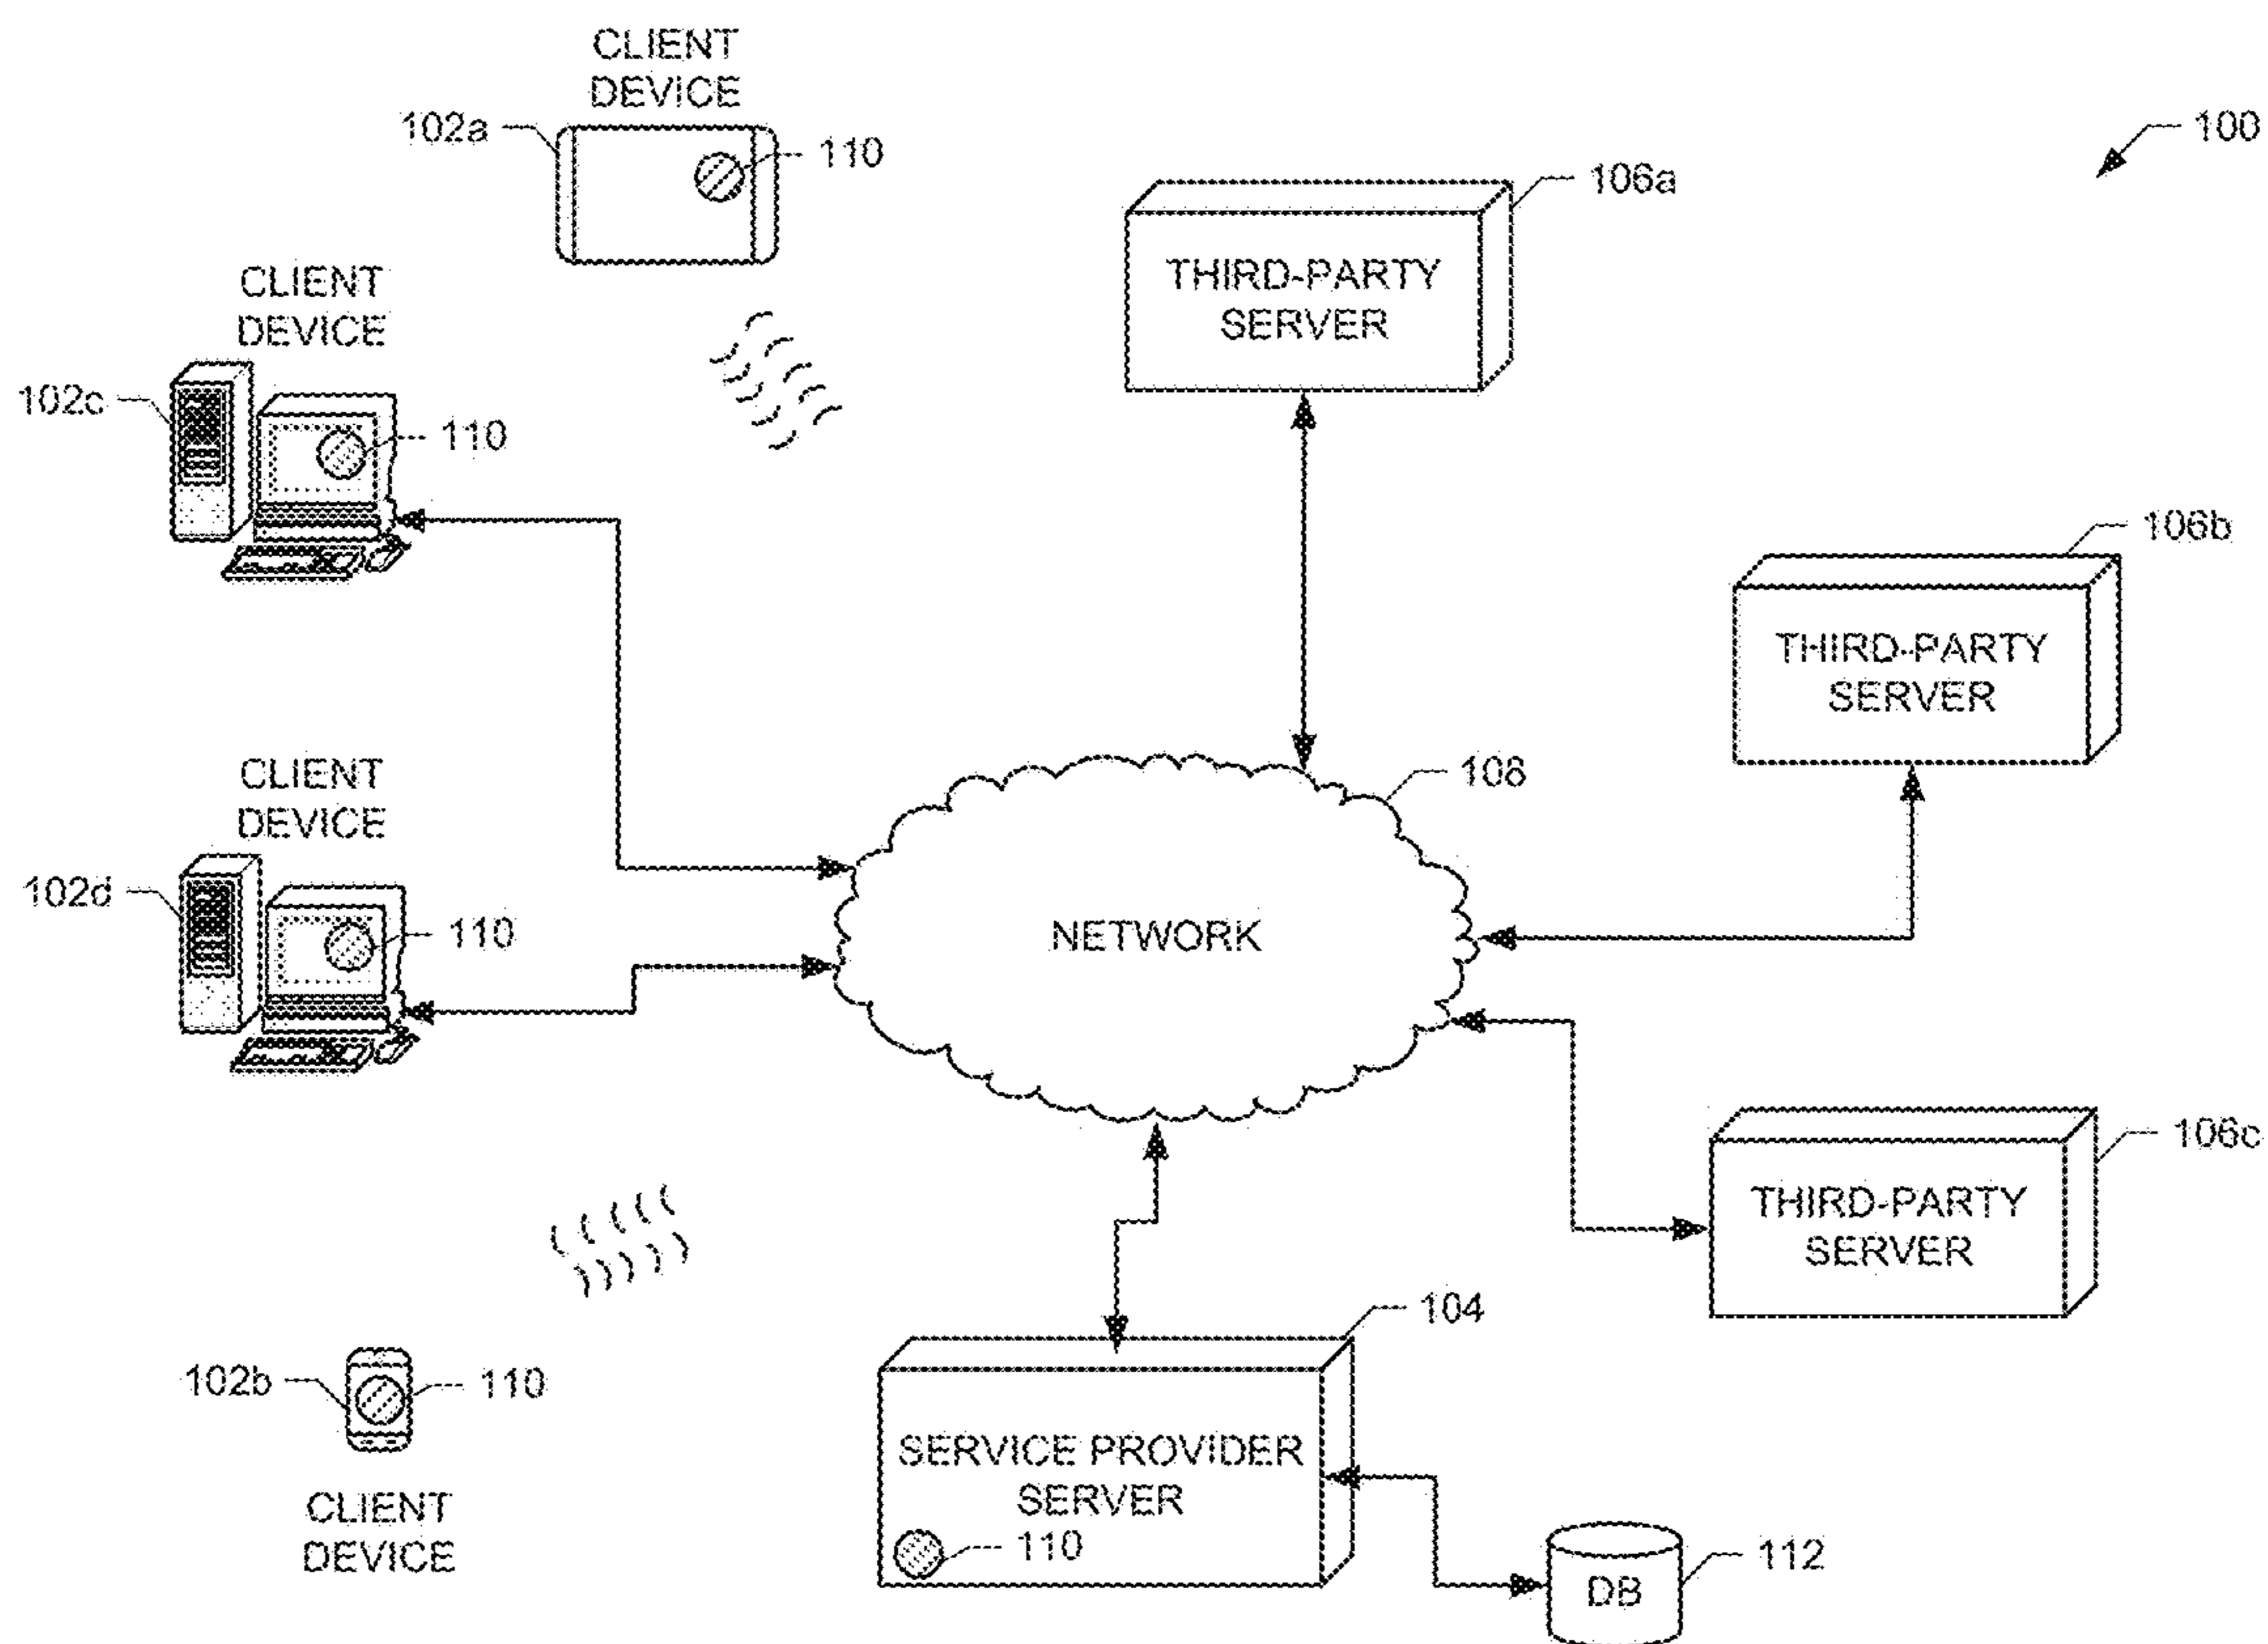 CLIENT
DEVICE
102a
110
100
106a
THIRD-PARTY
SERVER
CLIENT
DEVICE
102c
110
106b
THIRD-PARTY
SERVER
CLIENT
DEVICE
108
102d
110
NETWORK
106c
THIRD-PARTY
SERVER
104
102b
110
SERVICE PROVIDER
SERVER
110
CLIENT
DEVICE
112
DB